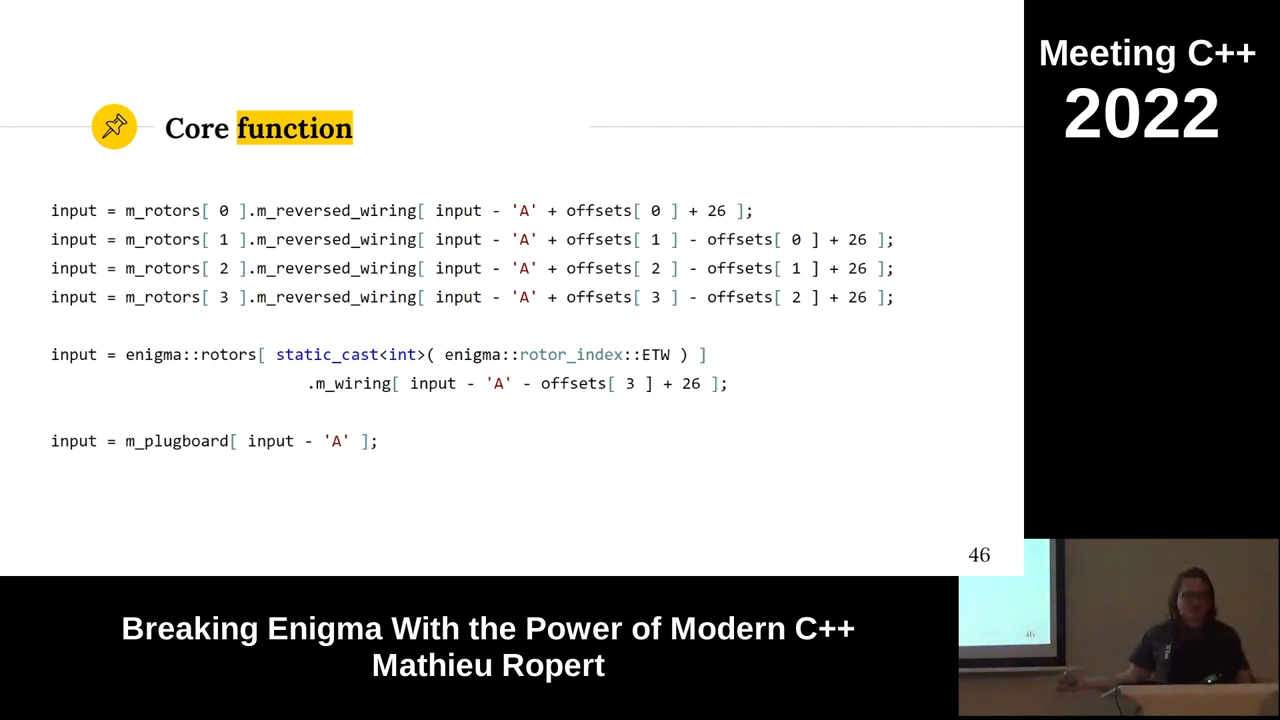 Meeting C++
2022
Core function
input = m_rotors[ 0 ].m_reversed_wiring[ input - 'A' + offsets[ 0 ] + 26 ];
input = m_rotors[ 1 ].m_reversed_wiring[ input - 'A' + offsets[ 1 ] - offsets[ 0 ] + 26 ];
input = m_rotors[ 2 ].m_reversed_wiring[ input - 'A' + offsets[ 2 ] - offsets[ 1 ] + 26 ];
input = m_rotors[ 3 ].m_reversed_wiring[ input - 'A' + offsets[ 3 ] - offsets[ 2 ] + 26 ];
input = enigma::rotors[ static_cast<int>( enigma::rotor_index::ETW ) ]
.m_wiring[ input - 'A' - offsets[ 3 ] + 26 ];
input = m_plugboard[ input - 'A' ];
46
46
Breaking Enigma With the Power of Modern C++
Mathieu Ropert